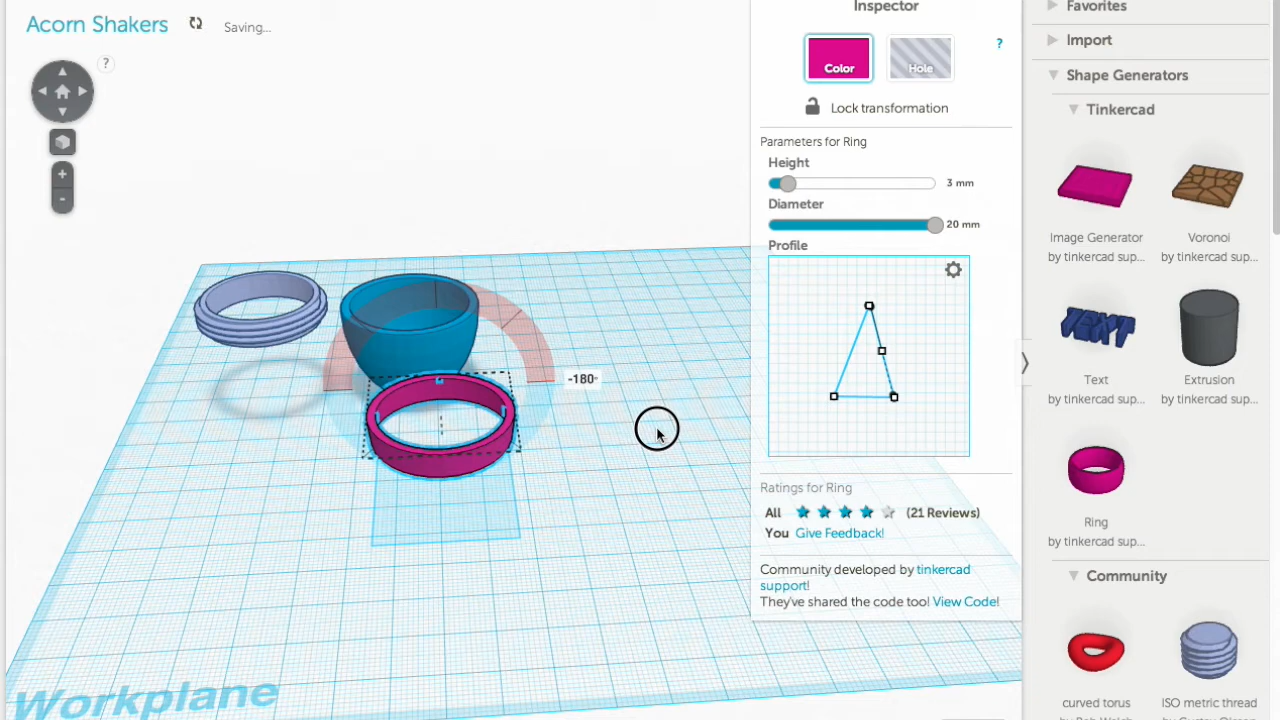 Acorn Shakers
Saving...
?
+
-
-180°
Workplane
Inspector
Color
Hole
?
Lock transformation
Parameters for Ring
Height
3 mm
Diameter
20 mm
Profile
Ratings for Ring
All
(21 Reviews)
You Give Feedback!
Community developed by tinkercad
support!
They've shared the code too! View Code!
Favorites
Import
Shape Generators
Tinkercad
Image Generator
by tinkercad sup...
Voronoi
by tinkercad sup...
TEXT
Text
by tinkercad sup...
Extrusion
by tinkercad sup...
Ring
by tinkercad sup...
Community
curved torus
ISO metric thread